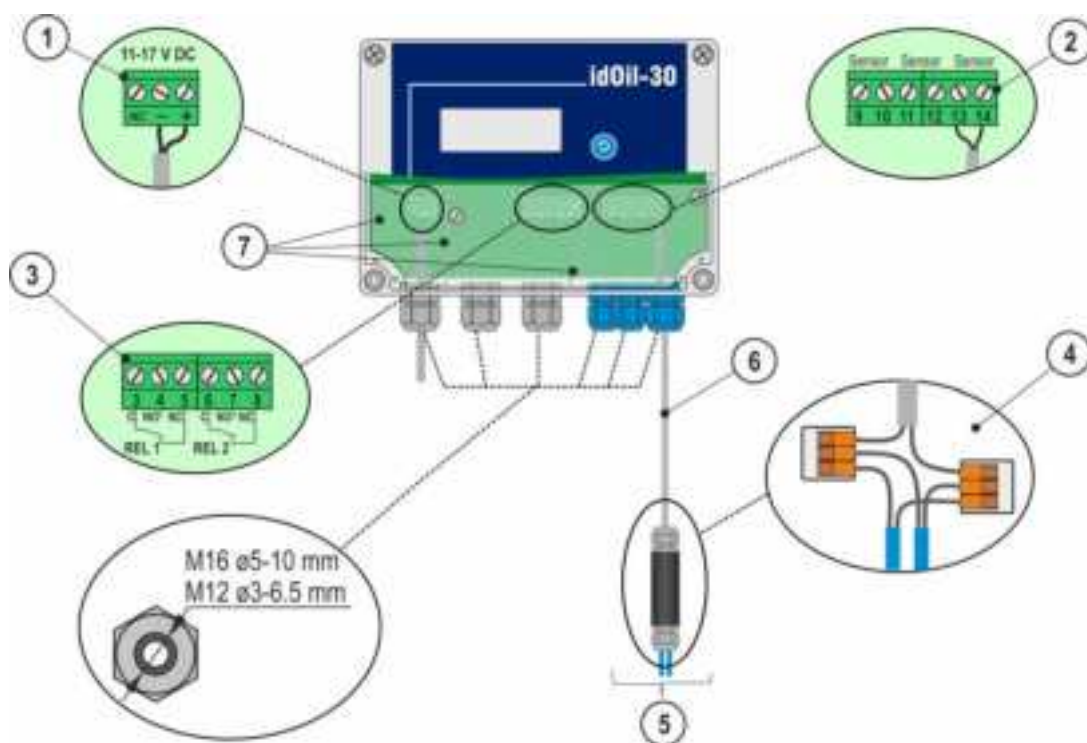 1
11-17 V DC
NC - +
idOil-30
Sensor Sensor Sensor
9 10 11 12 13 14
2
7
3
3 4 5 6 7 8
C NO NC C NO NC
REL 1 REL 2
6
4
M16 ø5-10 mm
M12 ø3-6.5 mm
5